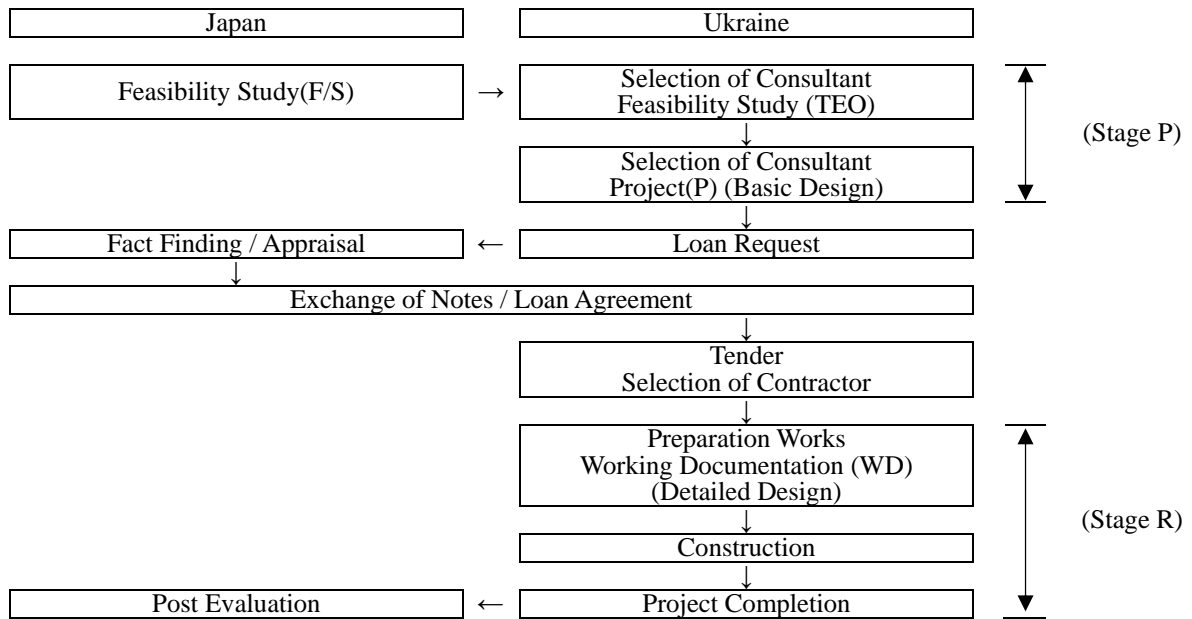 Japan
Ukraine
Feasibility Study(F/S)
→
Selection of Consultant
Feasibility Study (TEO)
(Stage P)
↓
Selection of Consultant
Project(P) (Basic Design)
↓
Fact Finding / Appraisal
←
Loan Request
↓
Exchange of Notes / Loan Agreement
↓
Tender
Selection of Contractor
↓
Preparation Works
Working Documentation (WD)
(Detailed Design)
(Stage R)
↓
Construction
↓
Post Evaluation
←
Project Completion